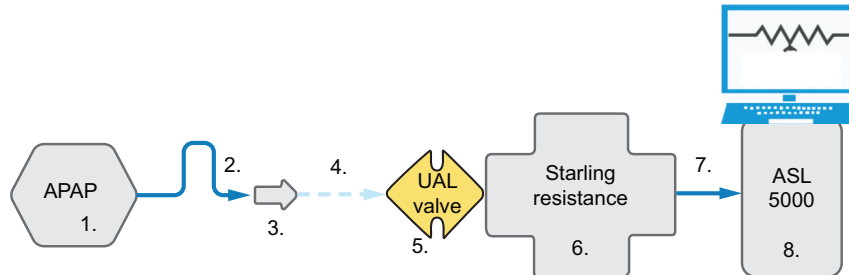 APAP
1.
2.
3.
4.
UAL
valve
5.
Starling
resistance
6.
7.
ASL
5000
8.